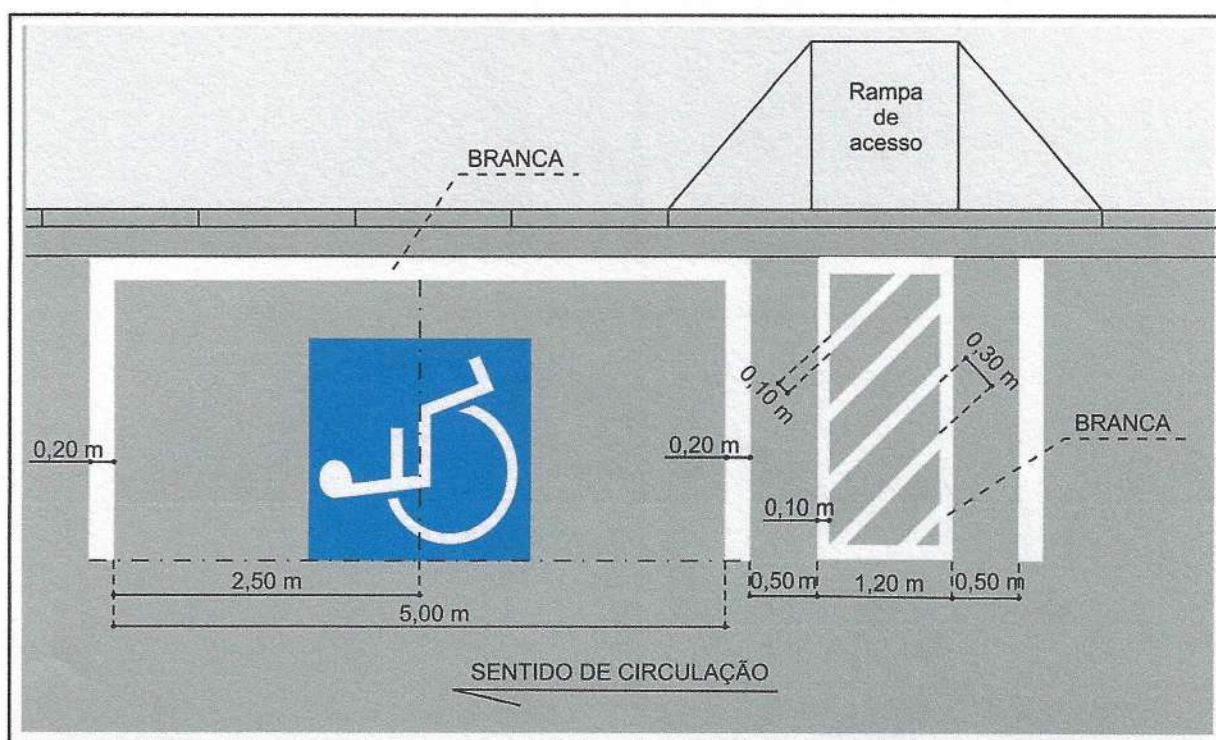 Rampa
de
acesso
BRANCA
0,10 m
0,30 m
BRANCA
0,20 m
0,20 m
0,10 m
2,50 m
0,50 m
1,20 m
0,50 m
5,00 m
SENTIDO DE CIRCULAÇÃO